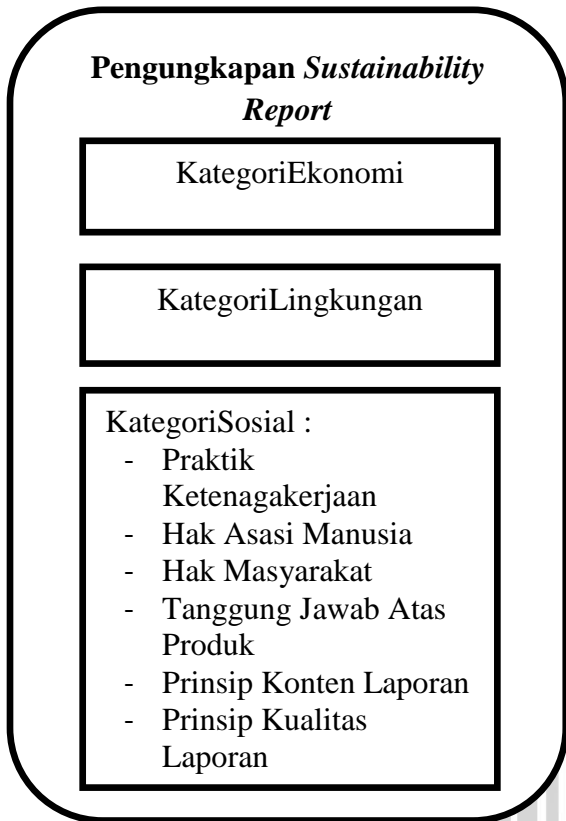 Pengungkapan Sustainability
Report
KategoriEkonomi
KategoriLingkungan
KategoriSosial :
- Praktik
Ketenagakerjaan
- Hak Asasi Manusia
- Hak Masyarakat
- Tanggung Jawab Atas
Produk
- Prinsip Konten Laporan
- Prinsip Kualitas
Laporan